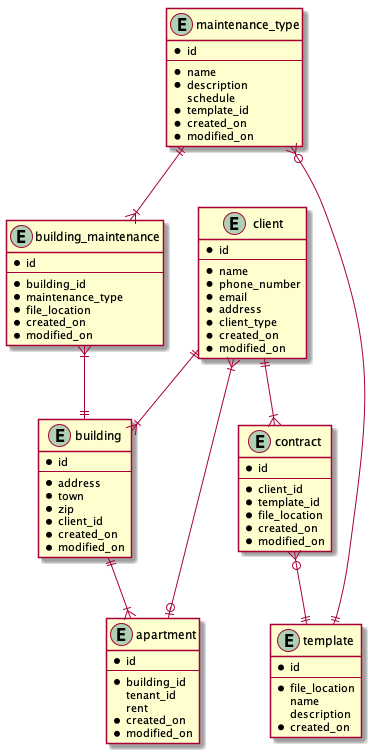 E maintenance_type
id
name
description
schedule
template_id
created_on
modified_on
E building_maintenance
id
building_id
maintenance_type
file_location
created_on
modified_on
E client
id
name
phone_number
email
address
client_type
created_on
modified_on
E building
id
address
town
zip
client_id
created_on
modified_on
E contract
id
client_id
template_id
file_location
created_on
modified_on
E apartment
id
building_id
tenant_id
rent
created_on
modified_on
E template
id
file_location
name
description
created_on